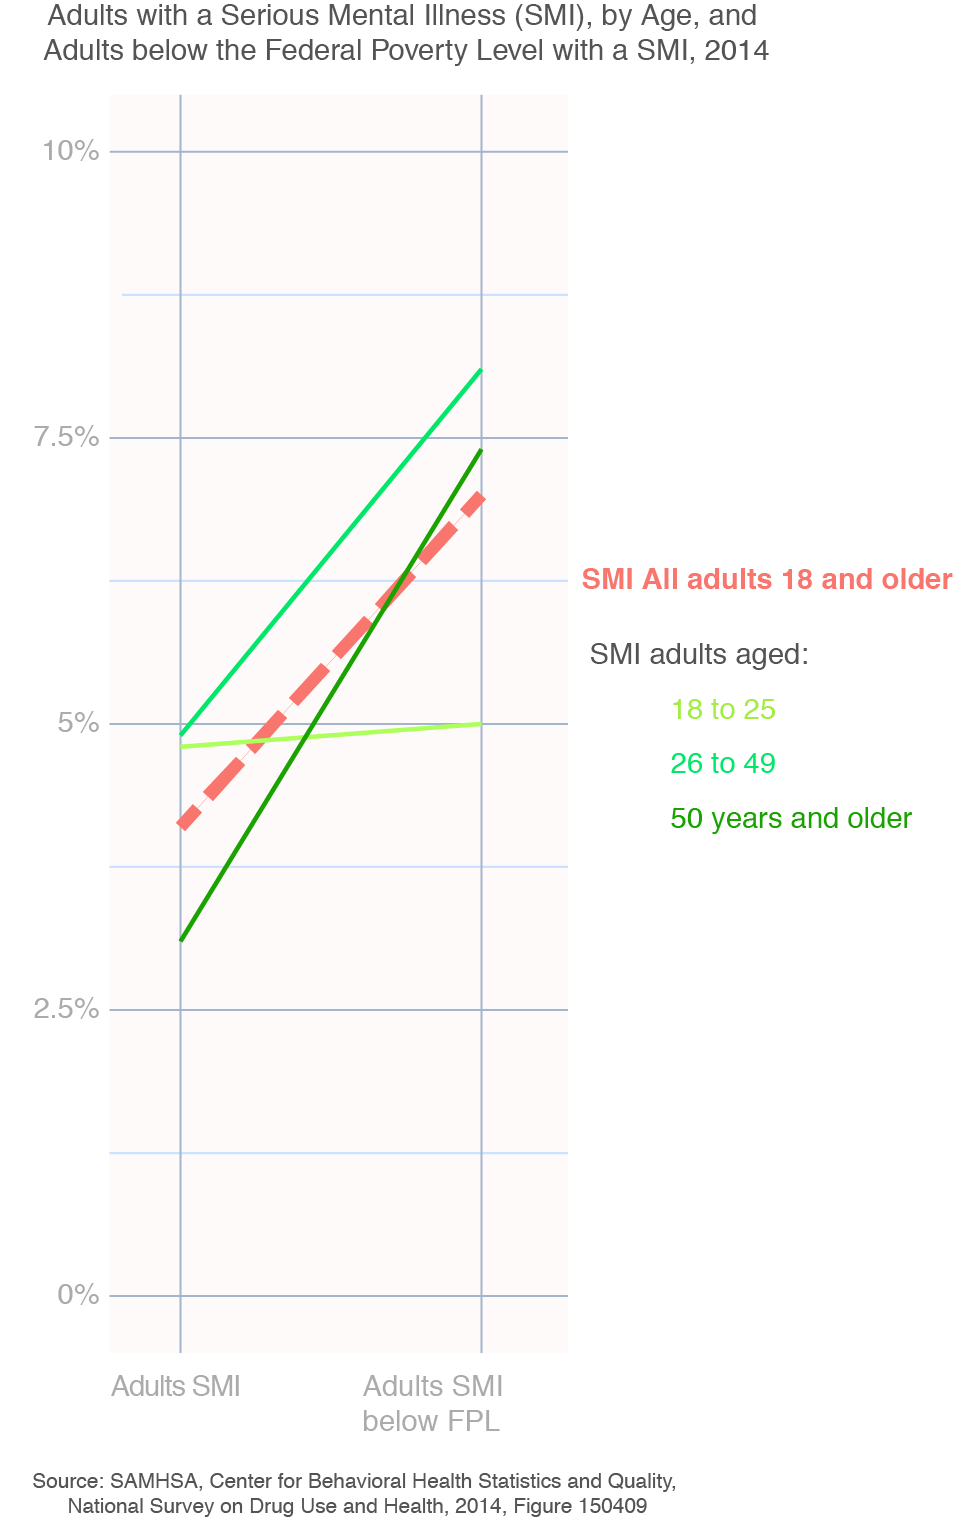 Adults with a Serious Mental Illness (SMI), by Age, and
Adults below the Federal Poverty Level with a SMI, 2014
10%
7.5%
5%
2.5%
0%
SMI All adults 18 and older
SMI adults aged:
18 to 25
26 to 49
50 years and older
Adults SMI
Adults SMI
below FPL
Source: SAMHSA, Center for Behavioral Health Statistics and Quality,
National Survey on Drug Use and Health, 2014, Figure 150409